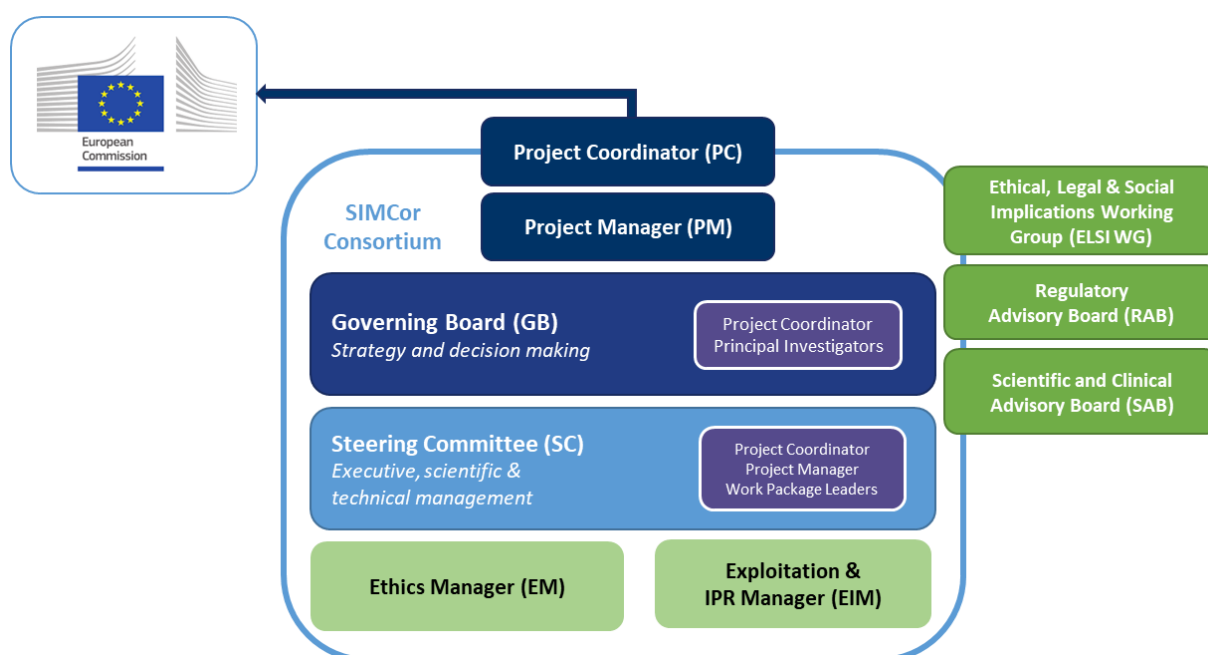 European
Commission
Project Coordinator (PC)
Project Manager (PM)
SIMCor
Consortium
Governing Board (GB)
Strategy and decision making
Project Coordinator
Principal Investigators
Steering Committee (SC)
Executive, scientific &
technical management
Project Coordinator
Project Manager
Work Package Leaders
Ethics Manager (EM)
Exploitation &
IPR Manager (EIM)
Ethical, Legal & Social
Implications Working
Group (ELSI WG)
Regulatory
Advisory Board (RAB)
Scientific and Clinical
Advisory Board (SAB)